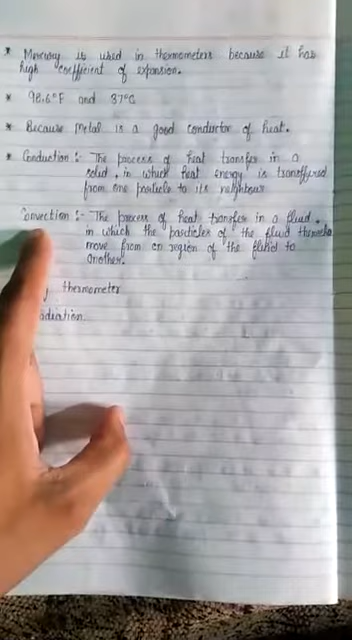 * Mercury is used in thermometers because it has
high coefficient of expansion.
* 98.6°F and 37°C
* Because metal is a good conductor of heat.
* Conduction :- The process of heat transfer in a
solid, in which heat energy is transferred
from one particle to its neighbour
Convection :- The process of heat transfer in a fluid,
in which the particles of the fluid
move from on region of the fluid to
another.
thermometer
adiation